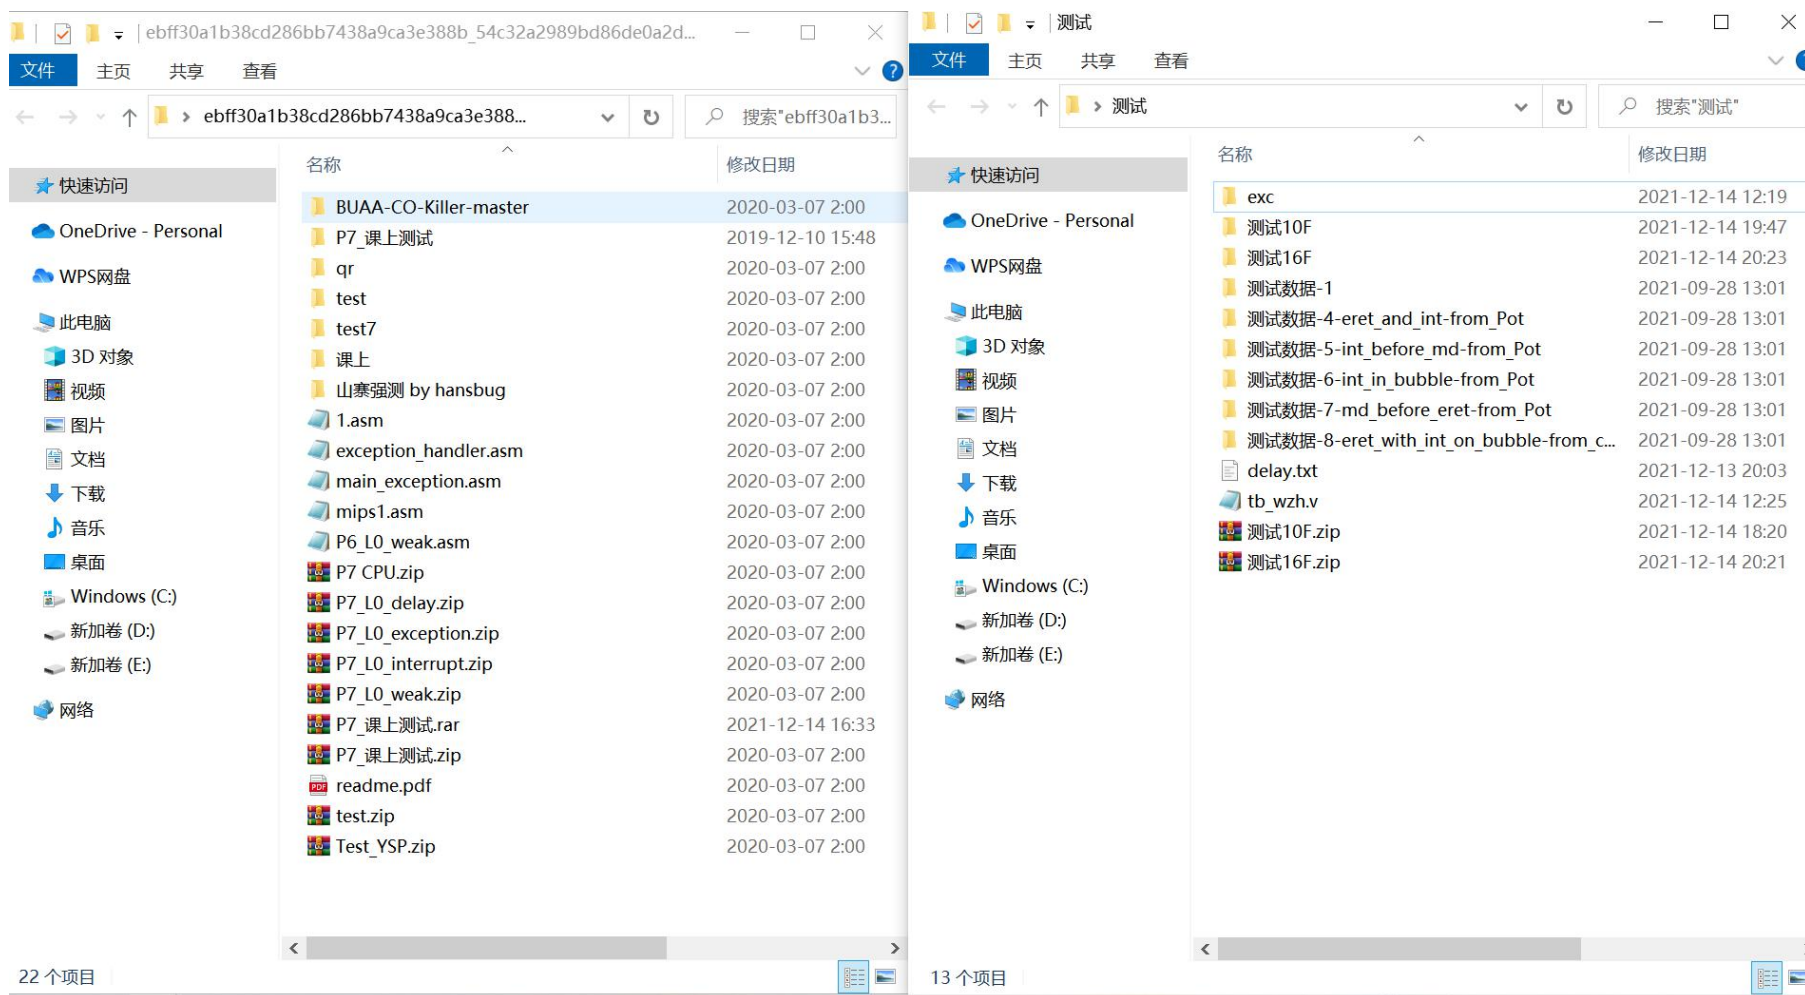 ebff30a1b38cd286bb7438a9ca3e388b_54c32a2989bd86de0a2d...
文件 主页 共享 查看
ebff30a1b38cd286bb7438a9ca3e388...
搜索"ebff30a1b3...
快速访问
OneDrive - Personal
WPS网盘
此电脑
3D 对象
视频
图片
文档
下载
音乐
桌面
Windows (C:)
新加卷 (D:)
新加卷 (E:)
网络
名称 修改日期
BUAA-CO-Killer-master 2020-03-07 2:00
P7_课上测试 2019-12-10 15:48
qr 2020-03-07 2:00
test 2020-03-07 2:00
test7 2020-03-07 2:00
课上 2020-03-07 2:00
山寨强测 by hansbug 2020-03-07 2:00
1.asm 2020-03-07 2:00
exception_handler.asm 2020-03-07 2:00
main_exception.asm 2020-03-07 2:00
mips1.asm 2020-03-07 2:00
P6_L0_weak.asm 2020-03-07 2:00
P7 CPU.zip 2020-03-07 2:00
P7_L0_delay.zip 2020-03-07 2:00
P7_L0_exception.zip 2020-03-07 2:00
P7_L0_interrupt.zip 2020-03-07 2:00
P7_L0_weak.zip 2020-03-07 2:00
P7_课上测试.rar 2021-12-14 16:33
P7_课上测试.zip 2020-03-07 2:00
readme.pdf 2020-03-07 2:00
test.zip 2020-03-07 2:00
Test_YSP.zip 2020-03-07 2:00
22 个项目
测试
文件 主页 共享 查看
测试
搜索"测试"
快速访问
OneDrive - Personal
WPS网盘
此电脑
3D 对象
视频
图片
文档
下载
音乐
桌面
Windows (C:)
新加卷 (D:)
新加卷 (E:)
网络
名称 修改日期
exc 2021-12-14 12:19
测试10F 2021-12-14 19:47
测试16F 2021-12-14 20:23
测试数据-1 2021-09-28 13:01
测试数据-4-eret_and_int-from_Pot 2021-09-28 13:01
测试数据-5-int_before_md-from_Pot 2021-09-28 13:01
测试数据-6-int_in_bubble-from_Pot 2021-09-28 13:01
测试数据-7-md_before_eret-from_Pot 2021-09-28 13:01
测试数据-8-eret_with_int_on_bubble-from_c... 2021-09-28 13:01
delay.txt 2021-12-13 20:03
tb_wzh.v 2021-12-14 12:25
测试10F.zip 2021-12-14 18:20
测试16F.zip 2021-12-14 20:21
13 个项目